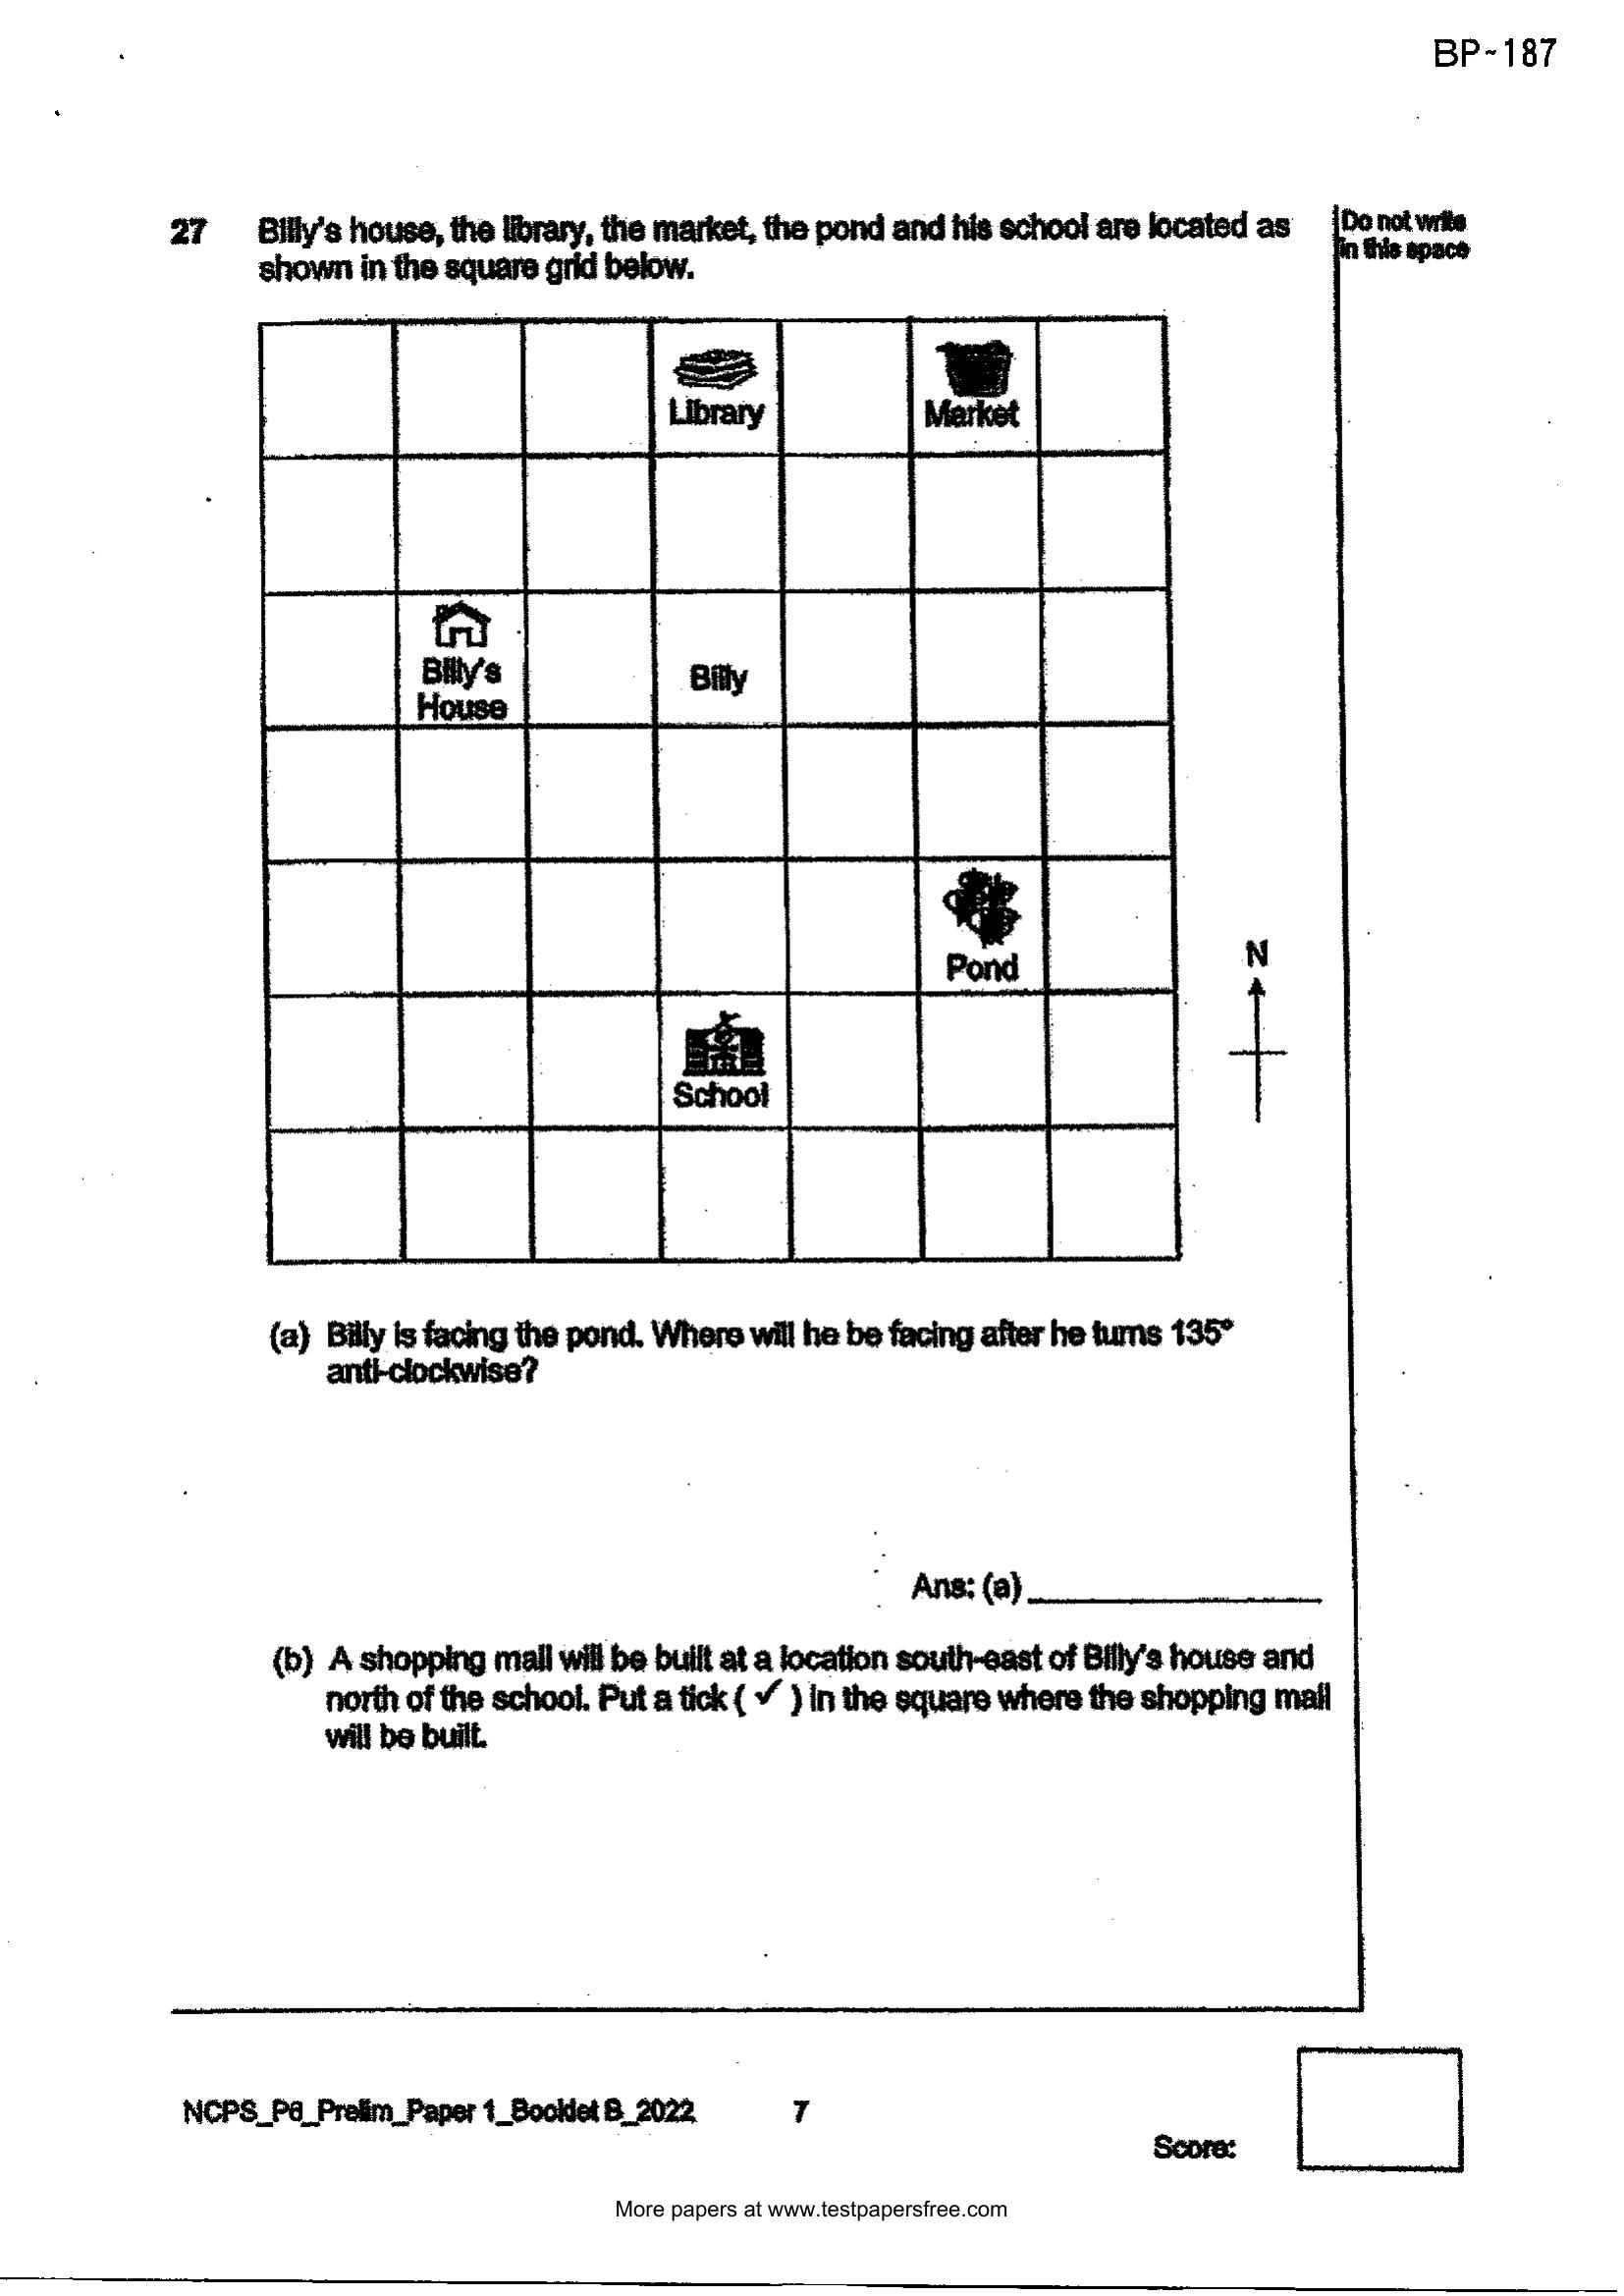 BP-187
27 Billy's house, the library, the market, the pond and his school are located as
shown in the square grid below.
Do not write
in this space
Library
Market
Billy's
House
Billy
Pond
N
School
(a) Billy is facing the pond. Where will he be facing after he turns 135°
anti-clockwise?
Ans: (a)
(b) A shopping mall will be built at a location south-east of Billy's house and
north of the school. Put a tick ( ✓ ) in the square where the shopping mall
will be built.
NCPS_P6_Prelim_Paper 1_Booklet B_2022 7
Score:
More papers at www.testpapersfree.com